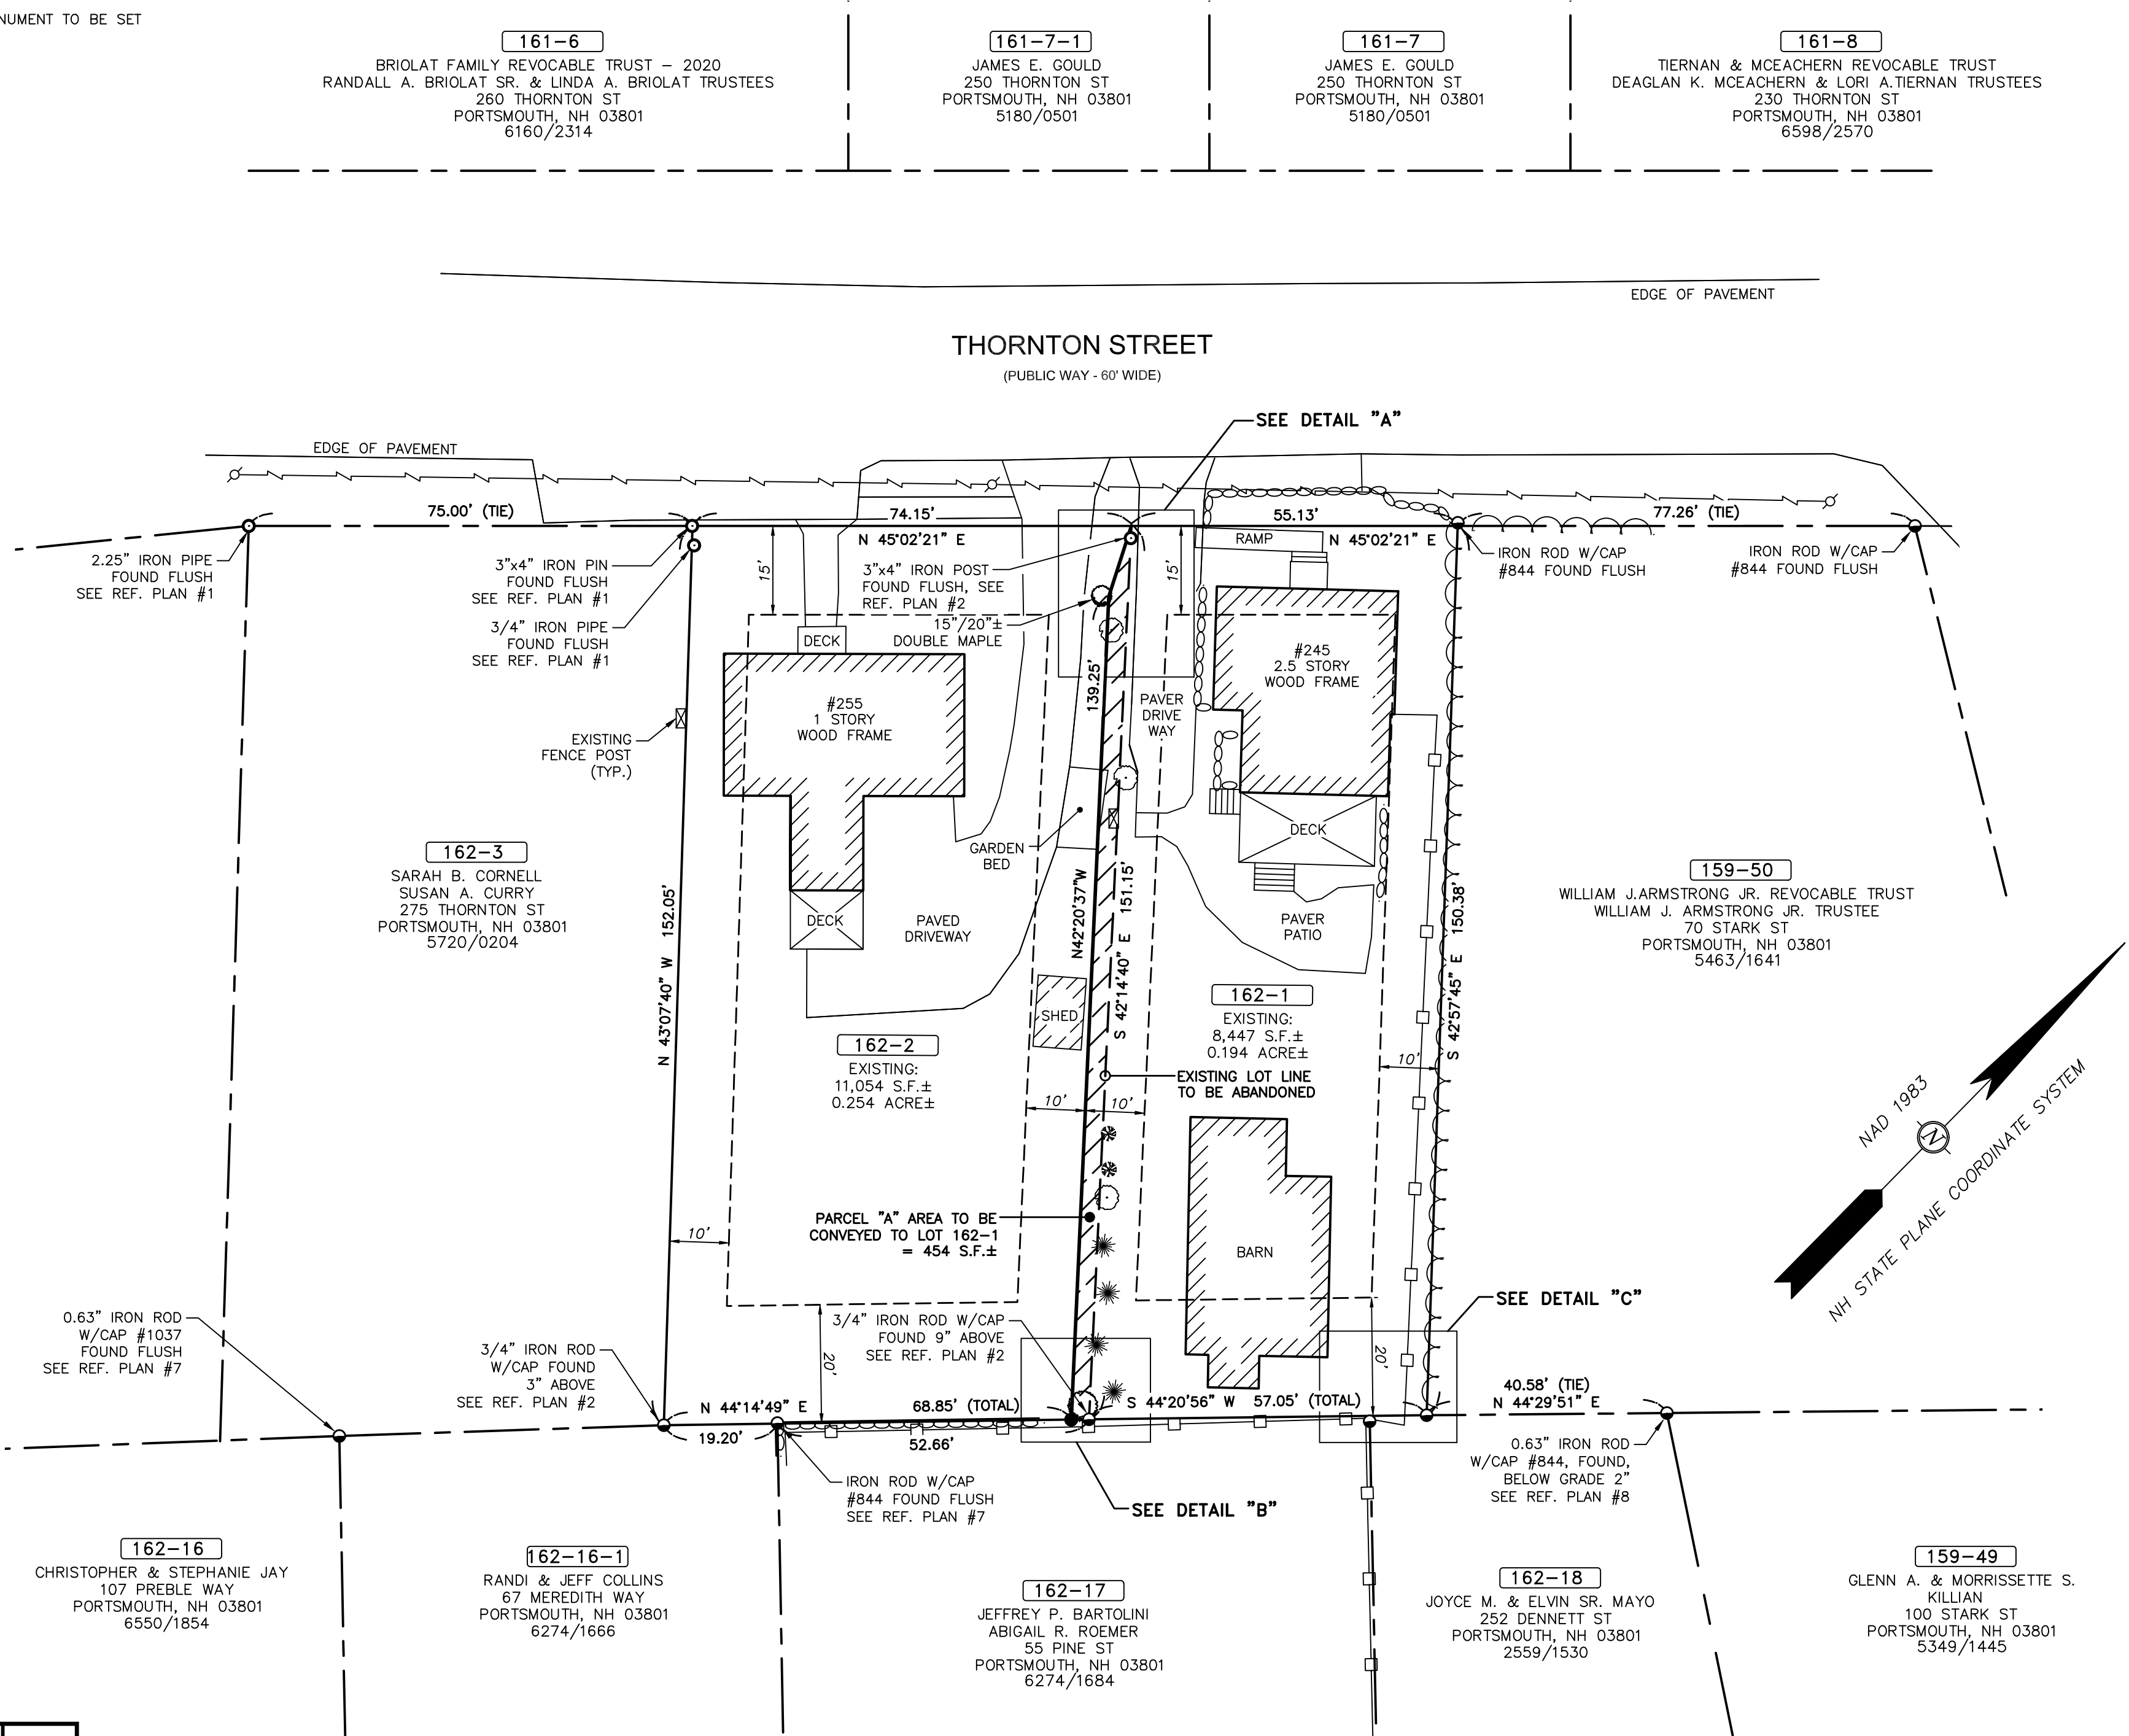 NUMENT TO BE SET
161-6
BRIOLAT FAMILY REVOCABLE TRUST – 2020
RANDALL A. BRIOLAT SR. & LINDA A. BRIOLAT TRUSTEES
260 THORNTON ST
PORTSMOUTH, NH 03801
6160/2314
161-7-1
JAMES E. GOULD
250 THORNTON ST
PORTSMOUTH, NH 03801
5180/0501
161-7
JAMES E. GOULD
250 THORNTON ST
PORTSMOUTH, NH 03801
5180/0501
161-8
TIERNAN & MCEACHERN REVOCABLE TRUST
DEAGLAN K. MCEACHERN & LORI A.TIERNAN TRUSTEES
230 THORNTON ST
PORTSMOUTH, NH 03801
6598/2570
EDGE OF PAVEMENT
THORNTON STREET
(PUBLIC WAY - 60' WIDE)
SEE DETAIL "A"
EDGE OF PAVEMENT
75.00' (TIE)
74.15'
N 45°02'21" E
55.13'
N 45°02'21" E
77.26' (TIE)
2.25" IRON PIPE
FOUND FLUSH
SEE REF. PLAN #1
3"x4" IRON PIN
FOUND FLUSH
SEE REF. PLAN #1
3/4" IRON PIPE
FOUND FLUSH
SEE REF. PLAN #1
15'
3"x4" IRON POST
FOUND FLUSH, SEE
REF. PLAN #2
15"/20"±
DOUBLE MAPLE
15'
RAMP
IRON ROD W/CAP
#844 FOUND FLUSH
IRON ROD W/CAP
#844 FOUND FLUSH
DECK
#255
1 STORY
WOOD FRAME
139.25'
PAVER
DRIVE
WAY
#245
2.5 STORY
WOOD FRAME
EXISTING
FENCE POST
(TYP.)
GARDEN
BED
DECK
162-3
SARAH B. CORNELL
SUSAN A. CURRY
275 THORNTON ST
PORTSMOUTH, NH 03801
5720/0204
N 43°07'40" W 152.05'
DECK
PAVED
DRIVEWAY
N42°20'37"W
S 42°14'40" E 151.15'
PAVER
PATIO
S 42°57'45" E 150.38'
159-50
WILLIAM J.ARMSTRONG JR. REVOCABLE TRUST
WILLIAM J. ARMSTRONG JR. TRUSTEE
70 STARK ST
PORTSMOUTH, NH 03801
5463/1641
SHED
162-2
EXISTING:
11,054 S.F.±
0.254 ACRE±
162-1
EXISTING:
8,447 S.F.±
0.194 ACRE±
EXISTING LOT LINE
TO BE ABANDONED
10'
10'
10'
NAD 1983
N
NH STATE PLANE COORDINATE SYSTEM
10'
PARCEL "A" AREA TO BE
CONVEYED TO LOT 162-1
= 454 S.F.±
BARN
SEE DETAIL "C"
0.63" IRON ROD
W/CAP #1037
FOUND FLUSH
SEE REF. PLAN #7
3/4" IRON ROD
W/CAP FOUND
3" ABOVE
SEE REF. PLAN #2
20'
3/4" IRON ROD W/CAP
FOUND 9" ABOVE
SEE REF. PLAN #2
20'
N 44°14'49" E
68.85' (TOTAL)
S 44°20'56" W 57.05' (TOTAL)
40.58' (TIE)
N 44°29'51" E
19.20'
52.66'
IRON ROD W/CAP
#844 FOUND FLUSH
SEE REF. PLAN #7
SEE DETAIL "B"
0.63" IRON ROD
W/CAP #844, FOUND,
BELOW GRADE 2"
SEE REF. PLAN #8
162-16
CHRISTOPHER & STEPHANIE JAY
107 PREBLE WAY
PORTSMOUTH, NH 03801
6550/1854
162-16-1
RANDI & JEFF COLLINS
67 MEREDITH WAY
PORTSMOUTH, NH 03801
6274/1666
162-17
JEFFREY P. BARTOLINI
ABIGAIL R. ROEMER
55 PINE ST
PORTSMOUTH, NH 03801
6274/1684
162-18
JOYCE M. & ELVIN SR. MAYO
252 DENNETT ST
PORTSMOUTH, NH 03801
2559/1530
159-49
GLENN A. & MORRISSETTE S.
KILLIAN
100 STARK ST
PORTSMOUTH, NH 03801
5349/1445